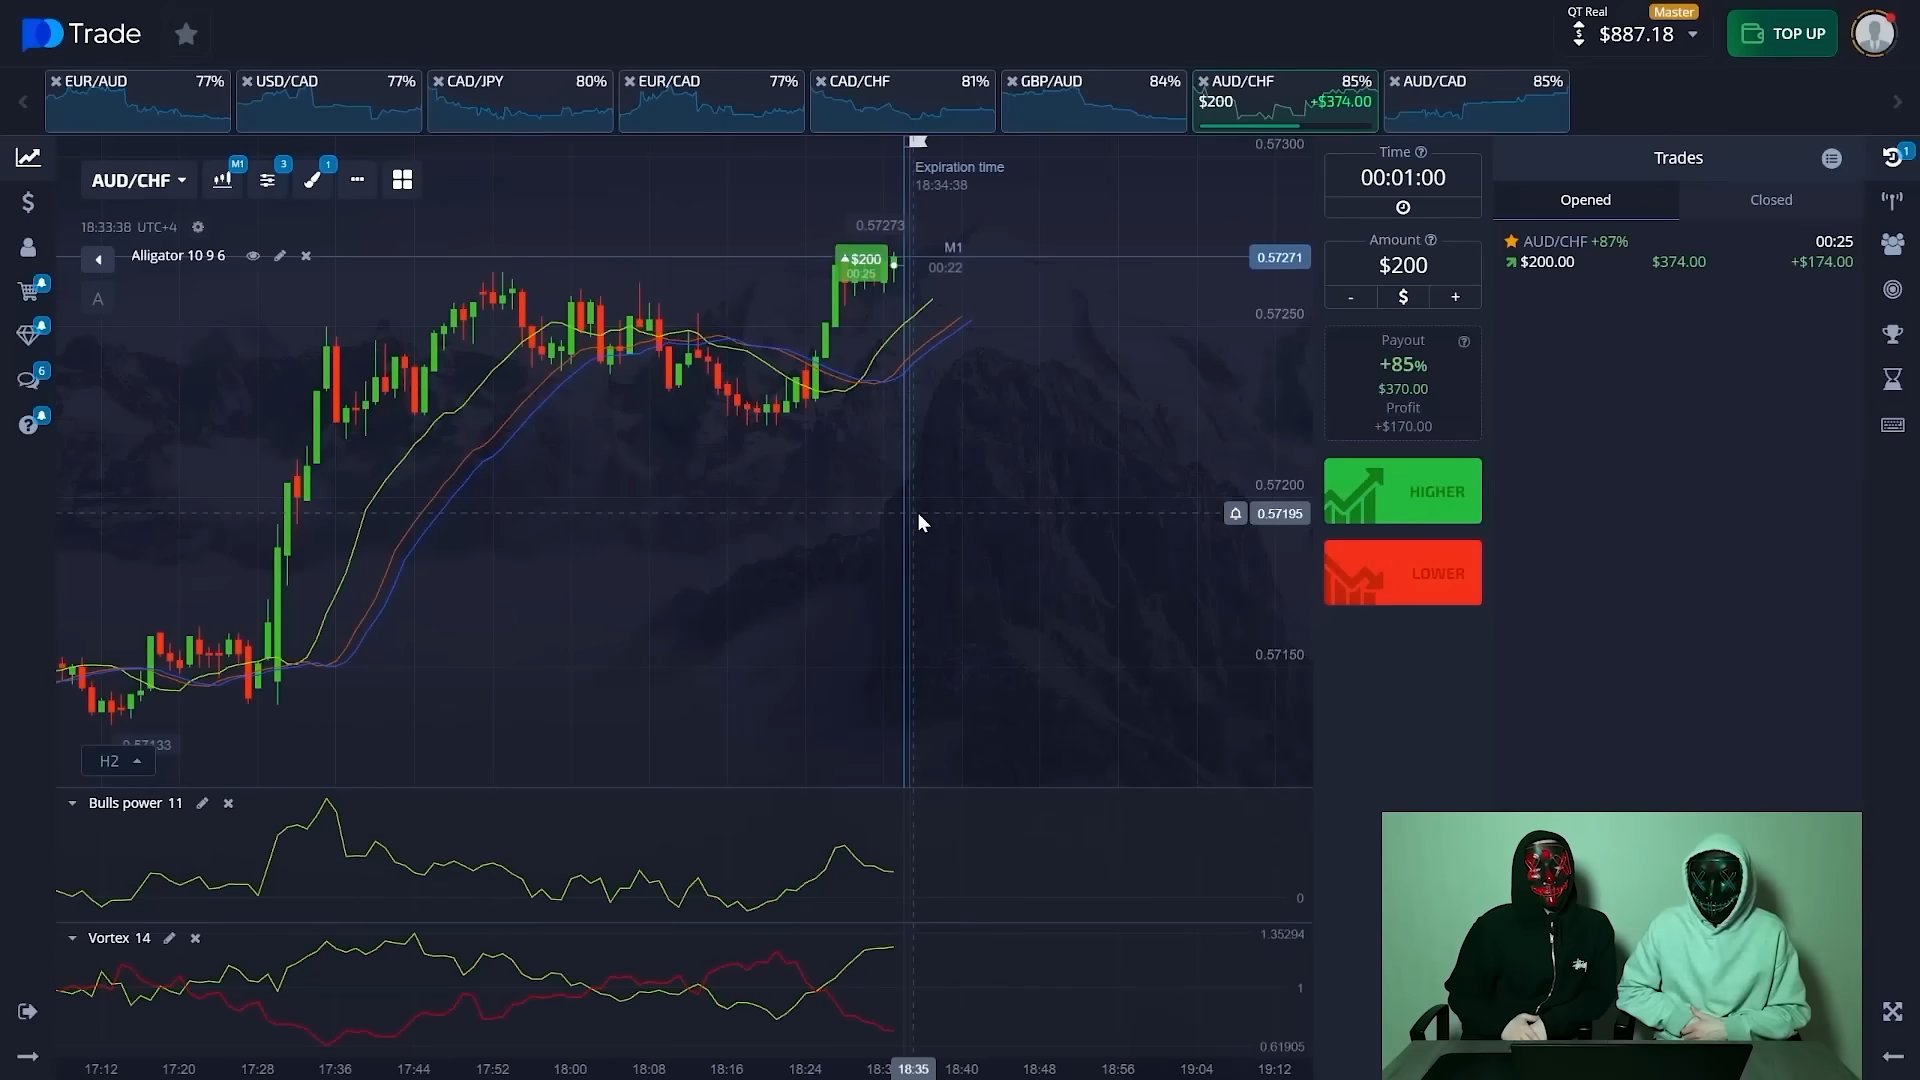 Trade
QT Real
Master
$887.18
TOP UP
EUR/AUD 77%
USD/CAD 77%
CAD/JPY 80%
EUR/CAD 77%
CAD/CHF 81%
GBP/AUD 84%
AUD/CHF 85%
$200 +$374.00
AUD/CAD 85%
AUD/CHF
M1
3
1
18:33:38 UTC+4
Alligator 10 9 6
A
Expiration time
18:34:38
0.57273
$200
00:25
M1
00:22
0.57300
0.57271
0.57250
0.57200
0.57195
0.57150
0.57133
H2
Bulls power 11
0
Vortex 14
1.35294
1
0.61905
17:12 17:20 17:28 17:36 17:44 17:52 18:00 18:08 18:16 18:24 18:3 18:35 18:40 18:48 18:56 19:04 19:12
Time
00:01:00
Amount
$200
- $ +
Payout
+85%
$370.00
Profit
+$170.00
HIGHER
LOWER
Trades
Opened
Closed
AUD/CHF +87% 00:25
$200.00 $374.00 +$174.00
1
6